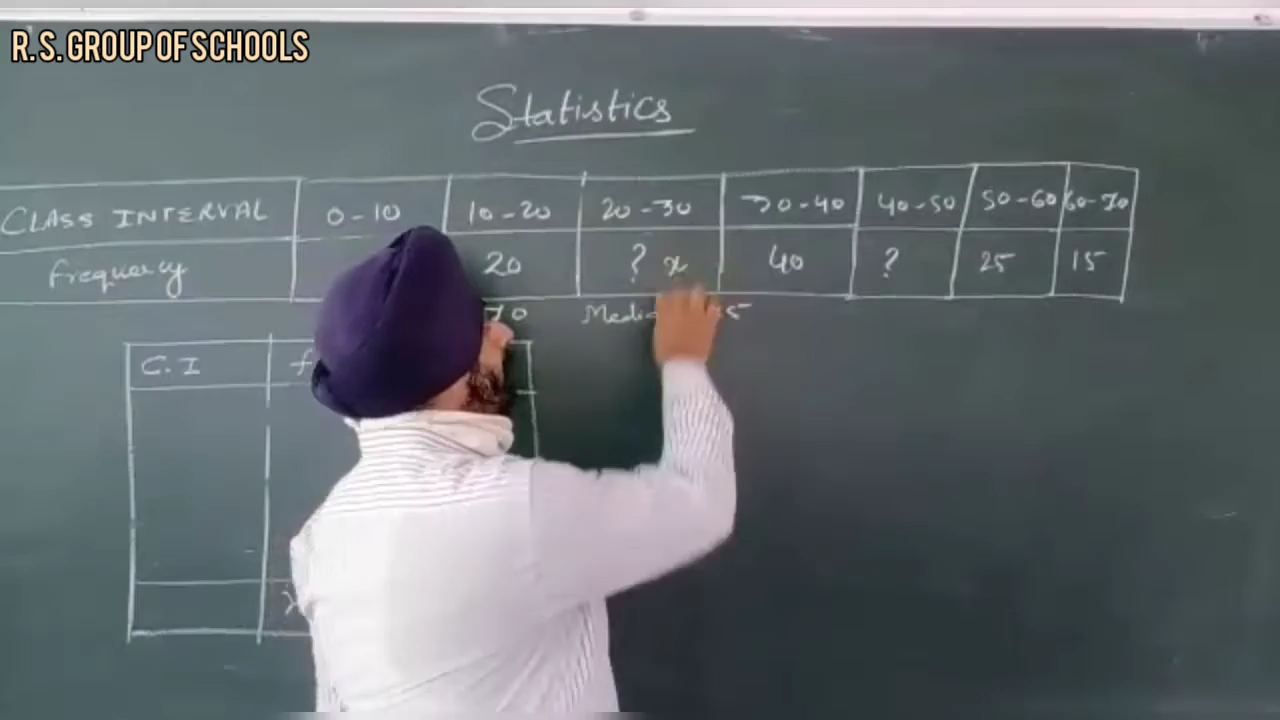 R. S. GROUP OF SCHOOLS
Statistics
CLASS INTERVAL 0-10 10-20 20-30 30-40 40-50 50-60 60-70
frequency 20 ? x 40 ? 25 15
70
C.I f